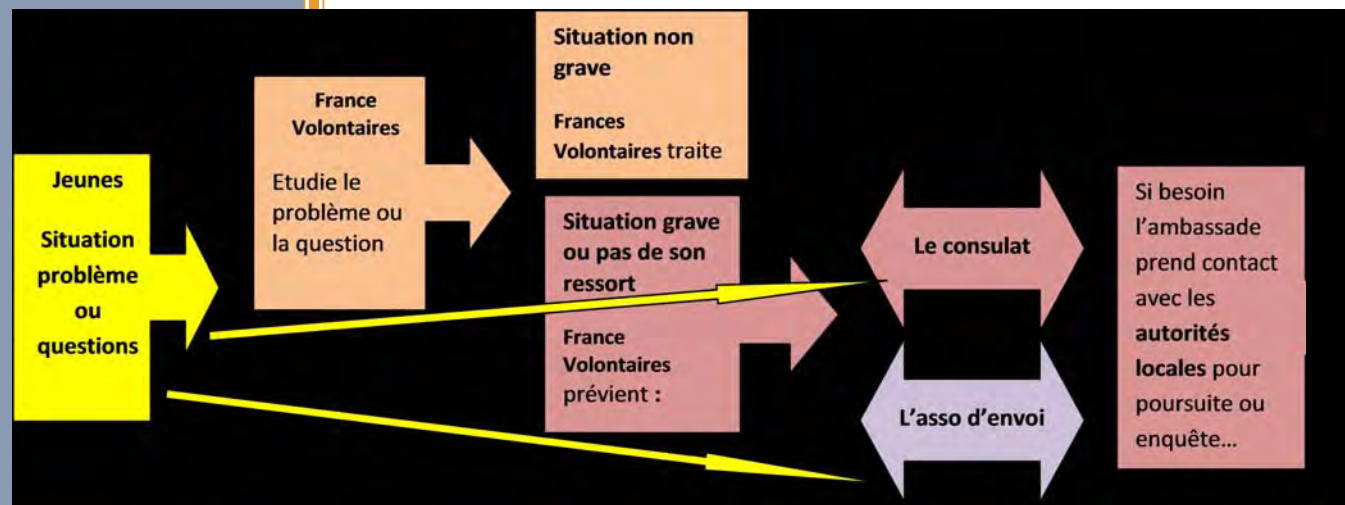 Jeunes
Situation
problème
ou
questions
France
Volontaires
Etudie le
problème ou
la question
Situation non
grave
Frances
Volontaires traite
Situation grave
ou pas de son
ressort
France
Volontaires
prévient :
Le consulat
L'asso d'envoi
Si besoin
l'ambassade
prend contact
avec les
autorités
locales pour
poursuite ou
enquête…